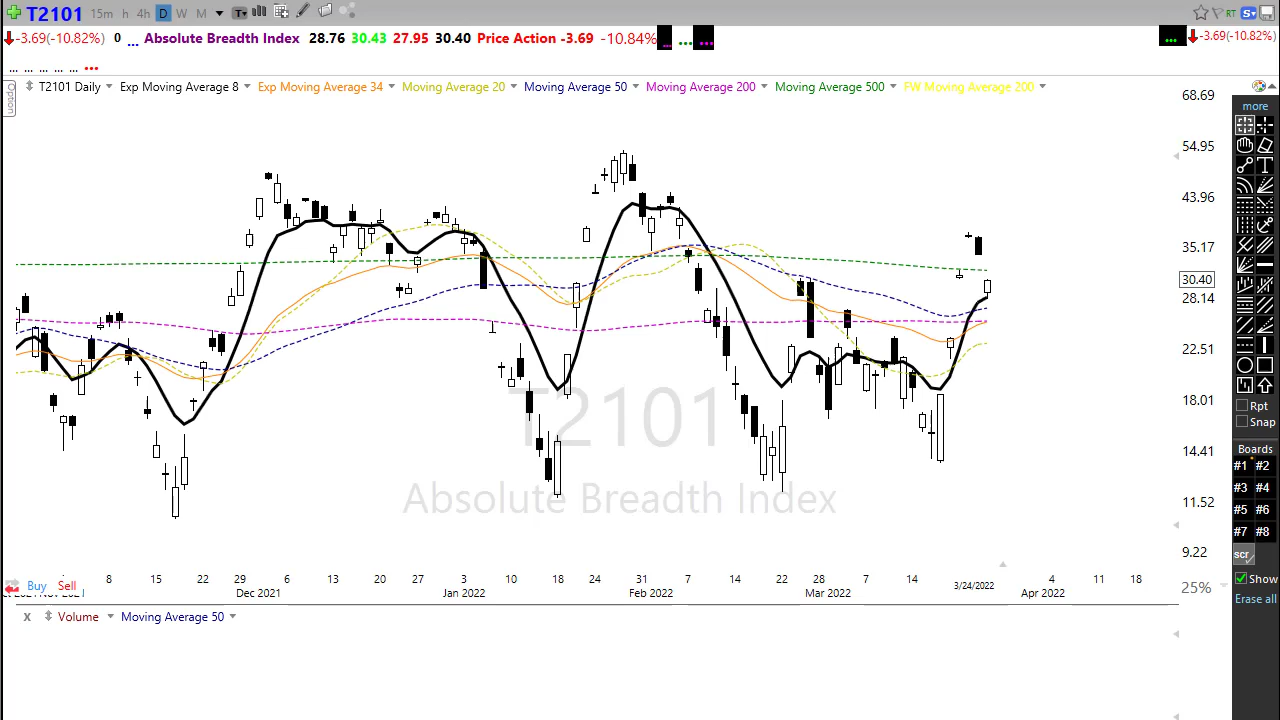 T2101 15m h 4h D W M T
RT S
-3.69(-10.82%) 0 ... Absolute Breadth Index 28.76 30.43 27.95 30.40 Price Action -3.69 -10.84% ... ... ... ... -3.69(-10.82%)
... ... ... ... ... ...
Option T2101 Daily Exp Moving Average 8 Exp Moving Average 34 Moving Average 20 Moving Average 50 Moving Average 200 Moving Average 500 FW Moving Average 200
68.69
54.95
43.96
35.17
30.40
28.14
22.51
18.01
14.41
11.52
9.22
25%
T2101
Absolute Breadth Index
8 15 22 29 6 13 20 27 3 10 18 24 31 7 14 22 28 7 14 3/24/2022 4 11 18
Nov 2021 Dec 2021 Jan 2022 Feb 2022 Mar 2022 Apr 2022
Buy Sell
x Volume Moving Average 50
more
T
Rpt
Snap
Boards
#1 #2
#3 #4
#5 #6
#7 #8
scr
Show
Erase all